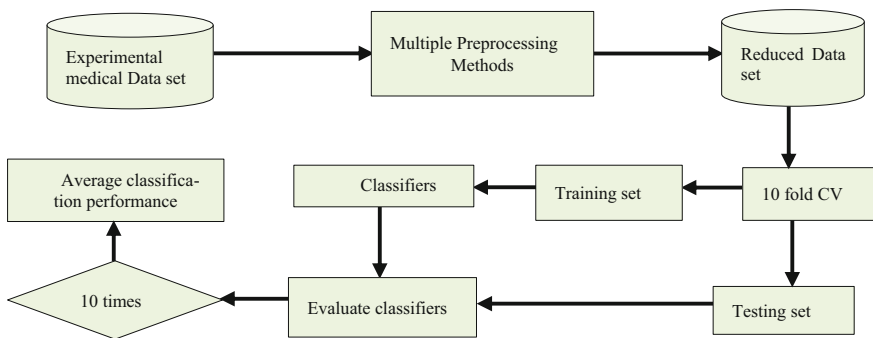 Experimental
medical Data set
Multiple Preprocessing
Methods
Reduced Data
set
Average classifica-
tion performance
Classifiers
Training set
10 fold CV
10 times
Evaluate classifiers
Testing set